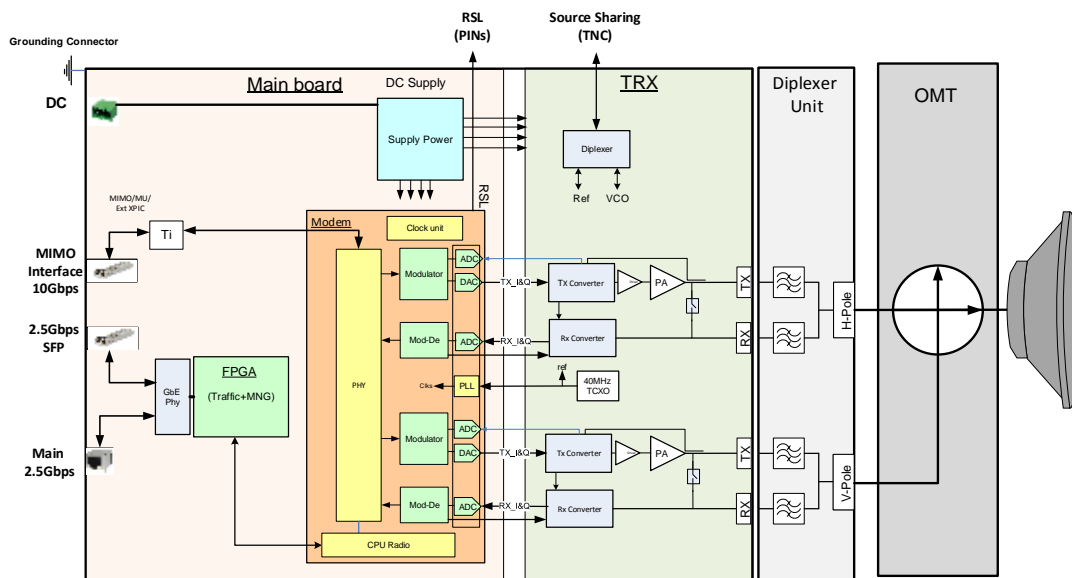 RSL
(PINs)
Source Sharing
(TNC)
Grounding Connector
Main board
DC Supply
TRX
Diplexer
Unit
OMT
DC
Supply Power
Diplexer
Ref
VCO
RSL
MIMO/MU/
Ext XPIC
Ti
Modem
Clock unit
MIMO
Interface
10Gbps
Modulator
ADC
DAC
TX_I&Q
Tx Converter
PA
TX
H-Pole
2.5Gbps
SFP
Mod-De
ADC
RX_I&Q
Rx Converter
RX
FPGA
(Traffic+MNG)
GbE
Phy
PHY
Clks
PLL
ref
40MHz
TCXO
Main
2.5Gbps
Modulator
ADC
DAC
TX_I&Q
Tx Converter
PA
TX
V-Pole
Mod-De
ADC
RX_I&Q
Rx Converter
RX
CPU Radio